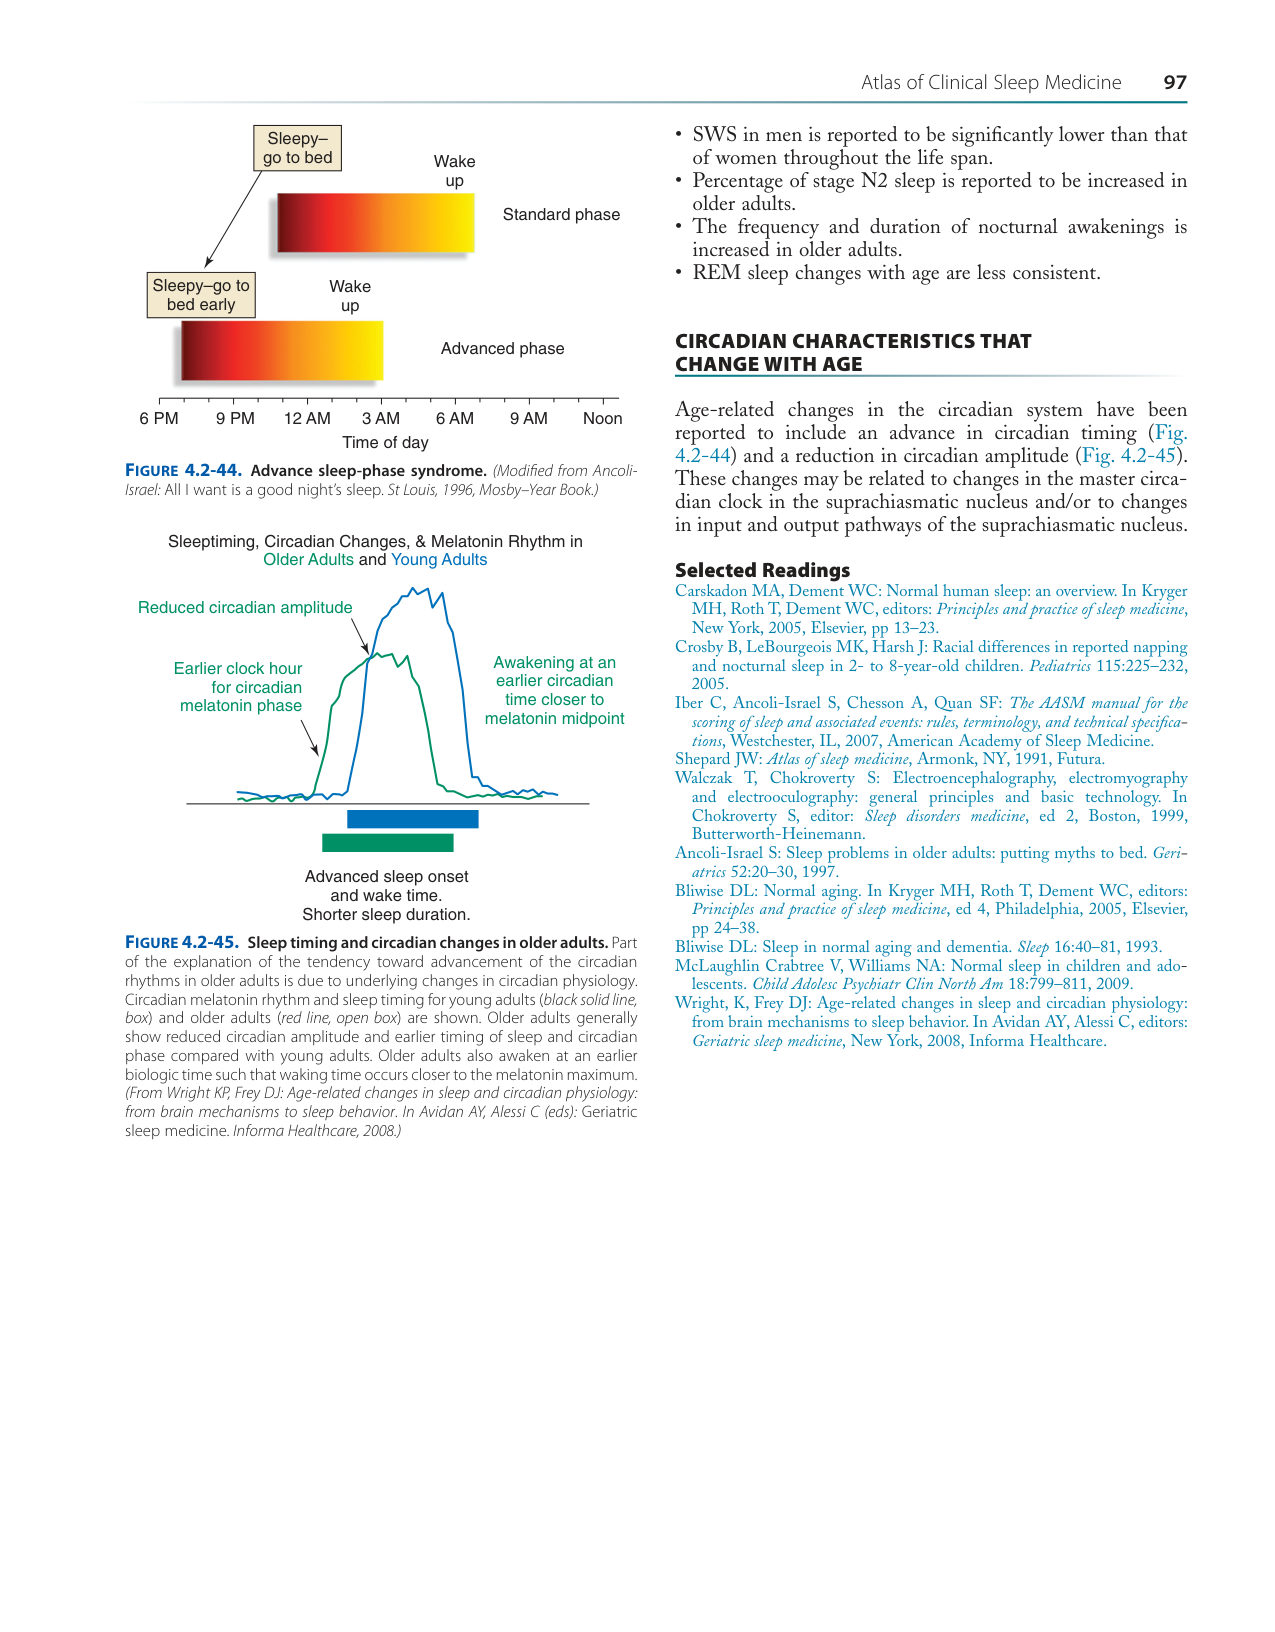 Atlas of Clinical Sleep Medicine 97
Sleepy–
go to bed
Wake
up
Standard phase
Sleepy–go to
bed early
Wake
up
Advanced phase
6 PM 9 PM 12 AM 3 AM 6 AM 9 AM Noon
Time of day
FIGURE 4.2-44. Advance sleep-phase syndrome. (Modified from Ancoli-
Israel: All I want is a good night’s sleep. St Louis, 1996, Mosby–Year Book.)
Sleeptiming, Circadian Changes, & Melatonin Rhythm in
Older Adults and Young Adults
Reduced circadian amplitude
Earlier clock hour
for circadian
melatonin phase
Awakening at an
earlier circadian
time closer to
melatonin midpoint
Advanced sleep onset
and wake time.
Shorter sleep duration.
FIGURE 4.2-45. Sleep timing and circadian changes in older adults. Part
of the explanation of the tendency toward advancement of the circadian
rhythms in older adults is due to underlying changes in circadian physiology.
Circadian melatonin rhythm and sleep timing for young adults (black solid line,
box) and older adults (red line, open box) are shown. Older adults generally
show reduced circadian amplitude and earlier timing of sleep and circadian
phase compared with young adults. Older adults also awaken at an earlier
biologic time such that waking time occurs closer to the melatonin maximum.
(From Wright KP, Frey DJ: Age-related changes in sleep and circadian physiology:
from brain mechanisms to sleep behavior. In Avidan AY, Alessi C (eds): Geriatric
sleep medicine. Informa Healthcare, 2008.)
• SWS in men is reported to be significantly lower than that
of women throughout the life span.
• Percentage of stage N2 sleep is reported to be increased in
older adults.
• The frequency and duration of nocturnal awakenings is
increased in older adults.
• REM sleep changes with age are less consistent.
CIRCADIAN CHARACTERISTICS THAT
CHANGE WITH AGE
Age-related changes in the circadian system have been
reported to include an advance in circadian timing (Fig.
4.2-44) and a reduction in circadian amplitude (Fig. 4.2-45).
These changes may be related to changes in the master circa-
dian clock in the suprachiasmatic nucleus and/or to changes
in input and output pathways of the suprachiasmatic nucleus.
Selected Readings
Carskadon MA, Dement WC: Normal human sleep: an overview. In Kryger
MH, Roth T, Dement WC, editors: Principles and practice of sleep medicine,
New York, 2005, Elsevier, pp 13–23.
Crosby B, LeBourgeois MK, Harsh J: Racial differences in reported napping
and nocturnal sleep in 2- to 8-year-old children. Pediatrics 115:225–232,
2005.
Iber C, Ancoli-Israel S, Chesson A, Quan SF: The AASM manual for the
scoring of sleep and associated events: rules, terminology, and technical specifica-
tions, Westchester, IL, 2007, American Academy of Sleep Medicine.
Shepard JW: Atlas of sleep medicine, Armonk, NY, 1991, Futura.
Walczak T, Chokroverty S: Electroencephalography, electromyography
and electrooculography: general principles and basic technology. In
Chokroverty S, editor: Sleep disorders medicine, ed 2, Boston, 1999,
Butterworth-Heinemann.
Ancoli-Israel S: Sleep problems in older adults: putting myths to bed. Geri-
atrics 52:20–30, 1997.
Bliwise DL: Normal aging. In Kryger MH, Roth T, Dement WC, editors:
Principles and practice of sleep medicine, ed 4, Philadelphia, 2005, Elsevier,
pp 24–38.
Bliwise DL: Sleep in normal aging and dementia. Sleep 16:40–81, 1993.
McLaughlin Crabtree V, Williams NA: Normal sleep in children and ado-
lescents. Child Adolesc Psychiatr Clin North Am 18:799–811, 2009.
Wright, K, Frey DJ: Age-related changes in sleep and circadian physiology:
from brain mechanisms to sleep behavior. In Avidan AY, Alessi C, editors:
Geriatric sleep medicine, New York, 2008, Informa Healthcare.